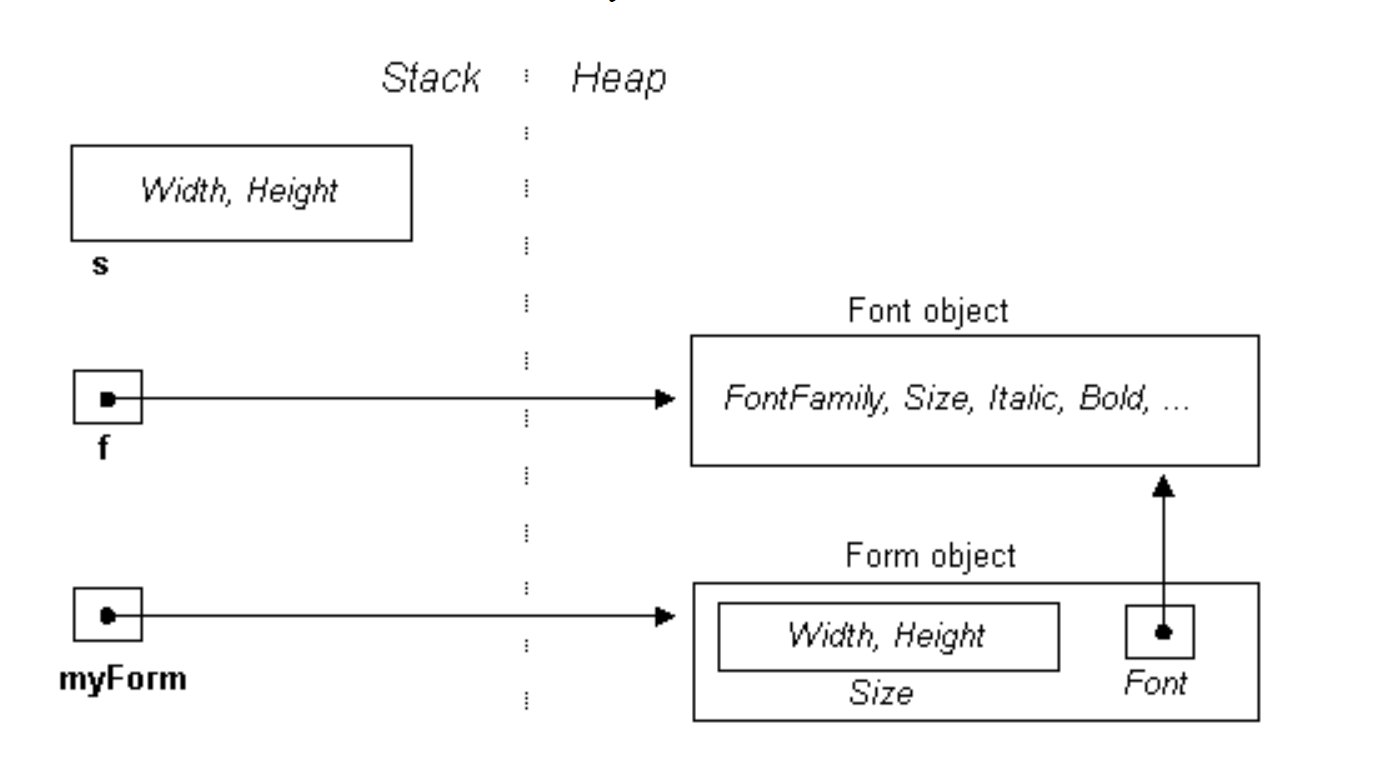 Stack
Heap
Width, Height
s
Font object
FontFamily, Size, Italic, Bold, ...
f
Form object
Width, Height
Size
Font
myForm